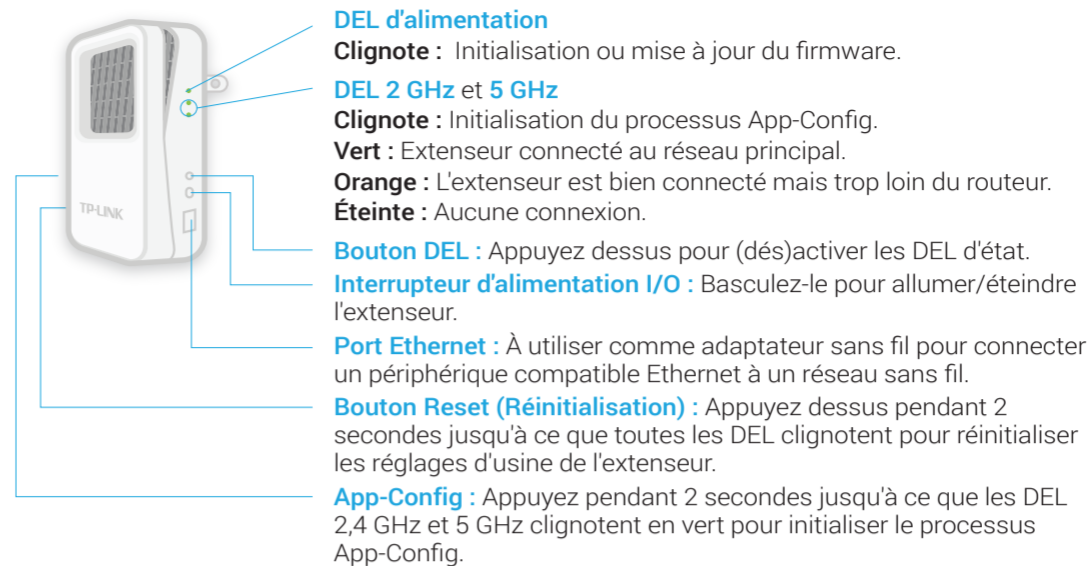 TP-LINK
DEL d'alimentation
Clignote : Initialisation ou mise à jour du firmware.
DEL 2 GHz et 5 GHz
Clignote : Initialisation du processus App-Config.
Vert : Extenseur connecté au réseau principal.
Orange : L'extenseur est bien connecté mais trop loin du routeur.
Éteinte : Aucune connexion.
Bouton DEL : Appuyez dessus pour (dés)activer les DEL d'état.
Interrupteur d'alimentation I/O : Basculez-le pour allumer/éteindre
l'extenseur.
Port Ethernet : À utiliser comme adaptateur sans fil pour connecter
un périphérique compatible Ethernet à un réseau sans fil.
Bouton Reset (Réinitialisation) : Appuyez dessus pendant 2
secondes jusqu'à ce que toutes les DEL clignotent pour réinitialiser
les réglages d'usine de l'extenseur.
App-Config : Appuyez pendant 2 secondes jusqu'à ce que les DEL
2,4 GHz et 5 GHz clignotent en vert pour initialiser le processus
App-Config.